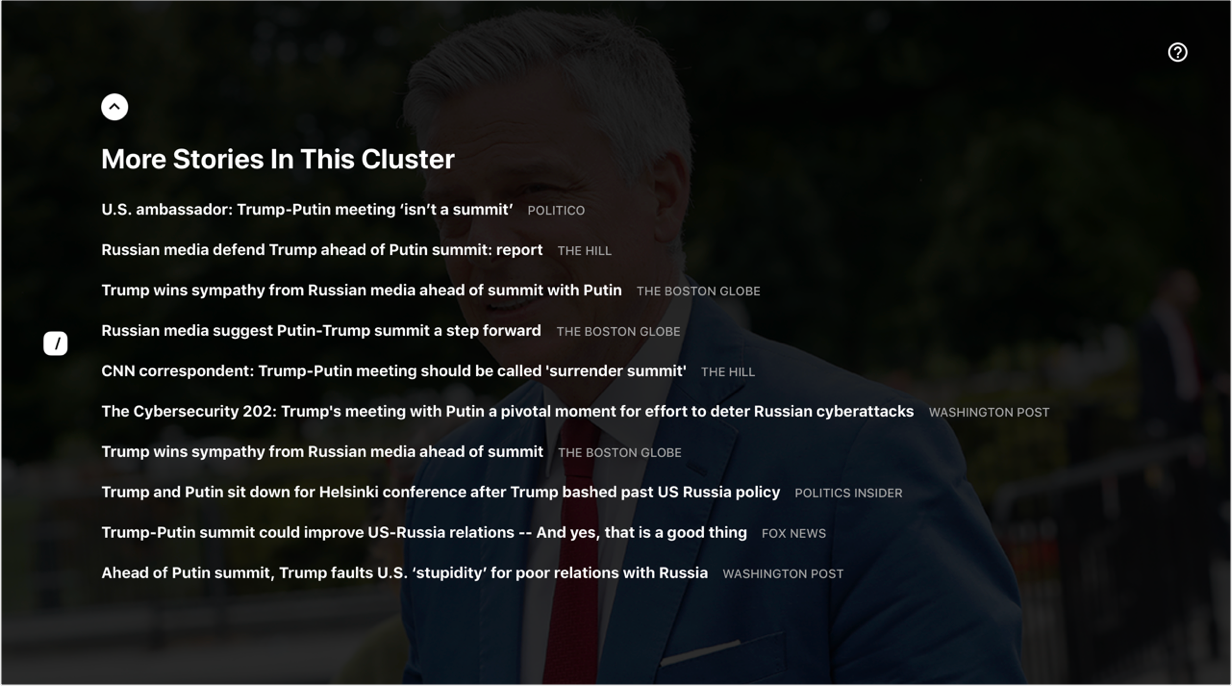 More Stories In This Cluster
U.S. ambassador: Trump-Putin meeting ‘isn’t a summit’ POLITICO
Russian media defend Trump ahead of Putin summit: report THE HILL
Trump wins sympathy from Russian media ahead of summit with Putin THE BOSTON GLOBE
Russian media suggest Putin-Trump summit a step forward THE BOSTON GLOBE
/
CNN correspondent: Trump-Putin meeting should be called 'surrender summit' THE HILL
The Cybersecurity 202: Trump's meeting with Putin a pivotal moment for effort to deter Russian cyberattacks WASHINGTON POST
Trump wins sympathy from Russian media ahead of summit THE BOSTON GLOBE
Trump and Putin sit down for Helsinki conference after Trump bashed past US Russia policy POLITICS INSIDER
Trump-Putin summit could improve US-Russia relations -- And yes, that is a good thing FOX NEWS
Ahead of Putin summit, Trump faults U.S. ‘stupidity’ for poor relations with Russia WASHINGTON POST